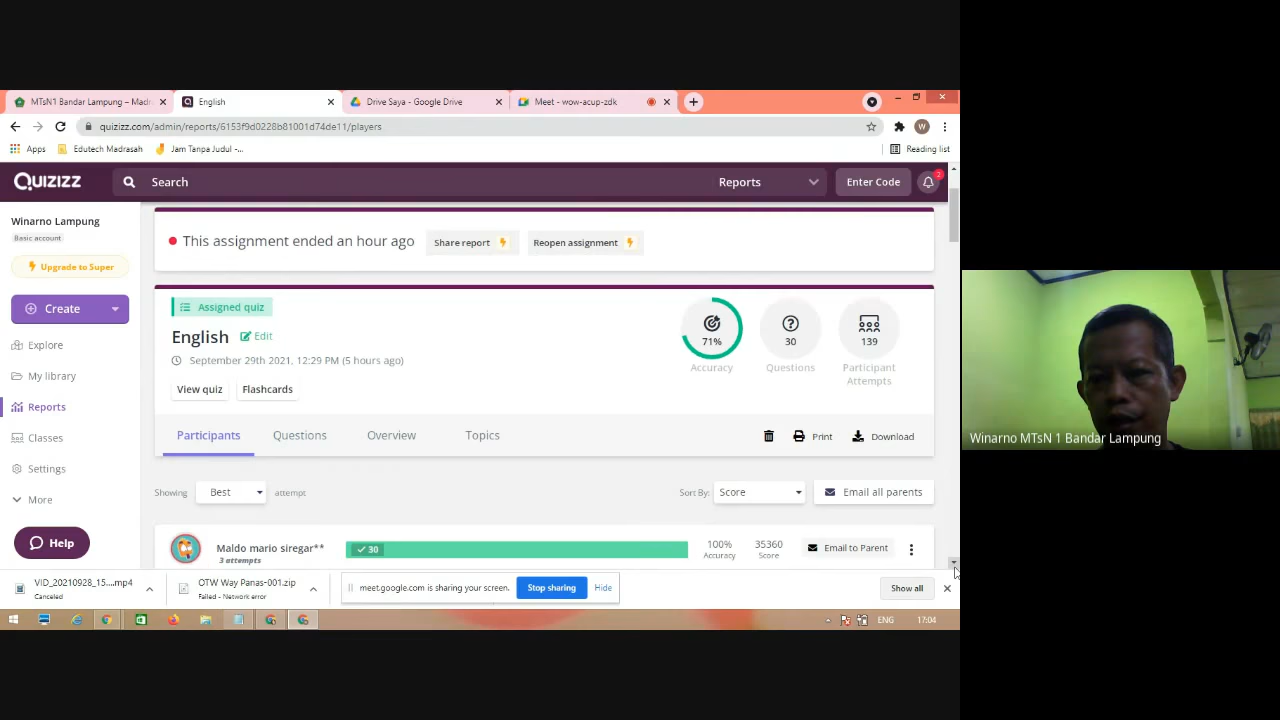 MTsN1 Bandar Lampung – Madra
English
Drive Saya - Google Drive
Meet - wow-acup-zdk
quizizz.com/admin/reports/6153f9d0228b81001d74de11/players
W
Apps
Edutech Madrasah
Jam Tanpa Judul -...
Reading list
QUIZIZZ
Search
Reports
Enter Code
2
Winarno Lampung
Basic account
Upgrade to Super
Create
Explore
My library
Reports
Classes
Settings
More
Help
This assignment ended an hour ago
Share report
Reopen assignment
Assigned quiz
English
Edit
September 29th 2021, 12:29 PM (5 hours ago)
View quiz
Flashcards
71%
Accuracy
30
Questions
139
Participant
Attempts
Participants
Questions
Overview
Topics
Print
Download
Showing
Best
attempt
Sort By:
Score
Email all parents
Maldo mario siregar**
3 attempts
30
100%
Accuracy
35360
Score
Email to Parent
VID_20210928_15....mp4
Canceled
OTW Way Panas-001.zip
Failed - Network error
meet.google.com is sharing your screen.
Stop sharing
Hide
Show all
ENG
17:04
Winarno MTsN 1 Bandar Lampung